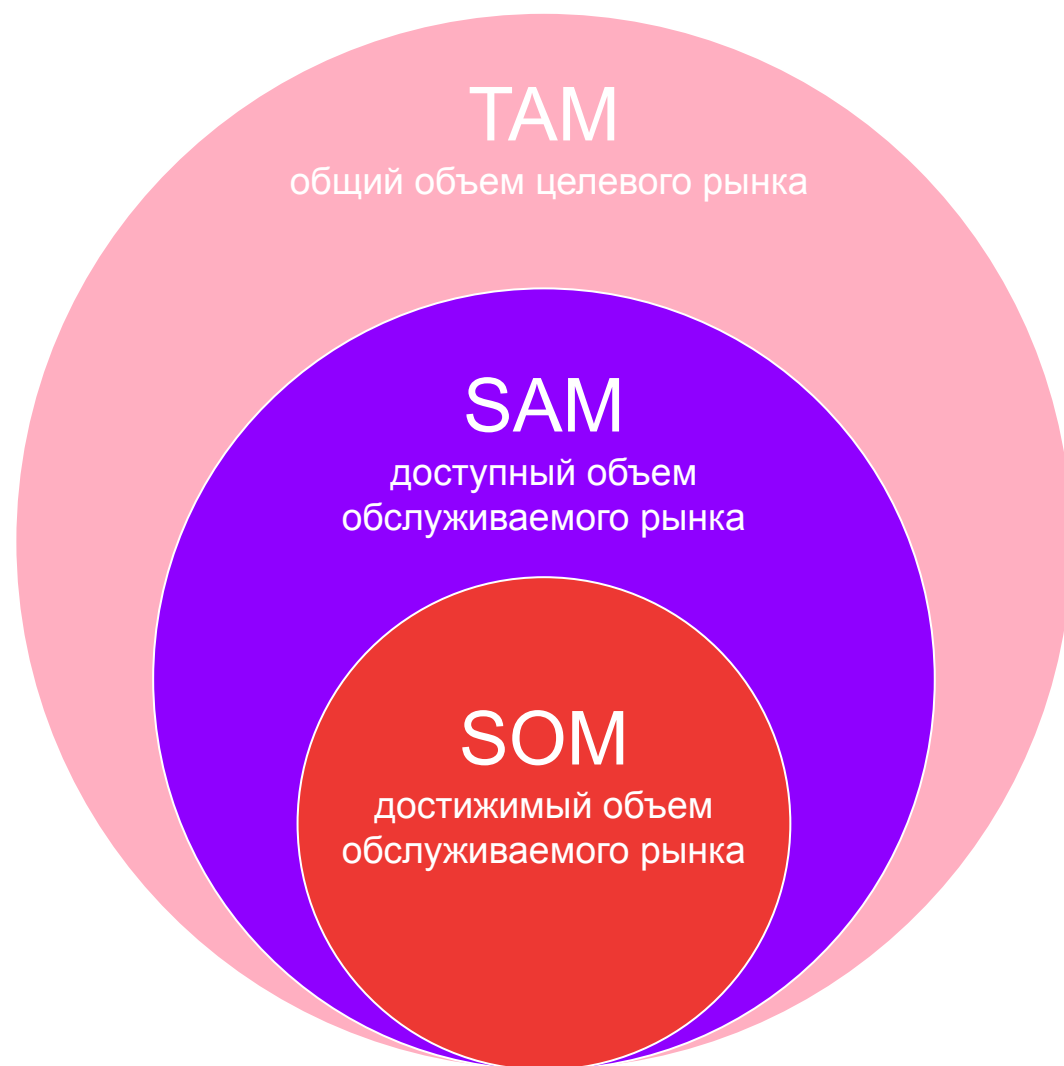 TAM
общий объем целевого рынка
SAM
доступный объем
обслуживаемого рынка
SOM
достижимый объем
обслуживаемого рынка